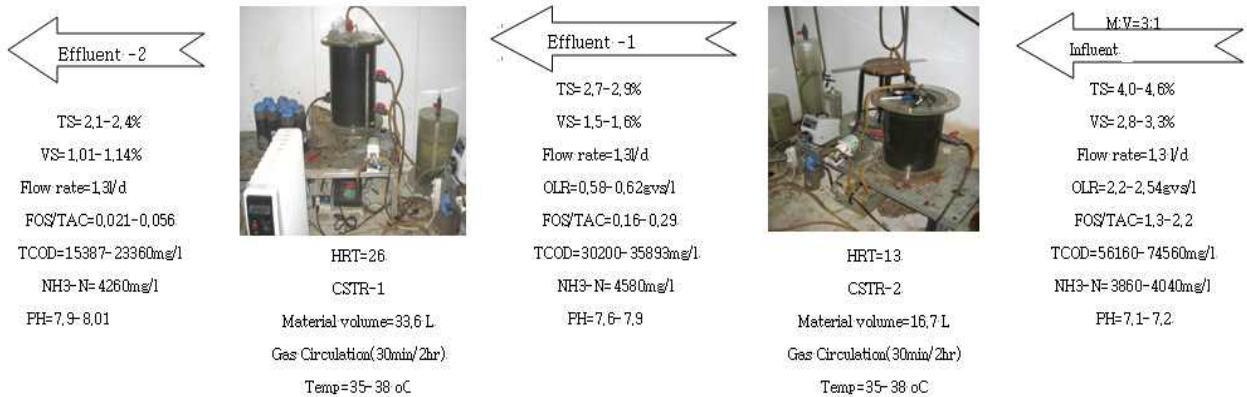 Effluent -2
TS=2,1-2,4%
VS=1,01-1,14%
Flow rate=1,3l/d
FOS/TAC=0,021-0,056
TCOD=15387-23360mg/l
NH3-N=4260mg/l
PH=7,9-8,01
HRT=26
CSTR-1
Material volume=33,6 L
Gas Circulation(30min/2hr)
Temp=35-38 oC
Effluent -1
TS=2,7-2,9%
VS=1,5-1,6%
Flow rate=1,3l/d
OLR=0,58-0,62gvs/l
FOS/TAC=0,16-0,29
TCOD=30200-35893mg/l
NH3-N=4580mg/l
PH=7,6-7,9
HRT=13
CSTR-2
Material volume=16,7 L
Gas Circulation(30min/2hr)
Temp=35-38 oC
M:V=3:1
Influent
TS=4,0-4,6%
VS=2,8-3,3%
Flow rate=1,3 l/d
OLR=2,2-2,54gvs/l
FOS/TAC=1,3-2,2
TCOD=56160-74560mg/l
NH3-N=3860-4040mg/l
PH=7,1-7,2